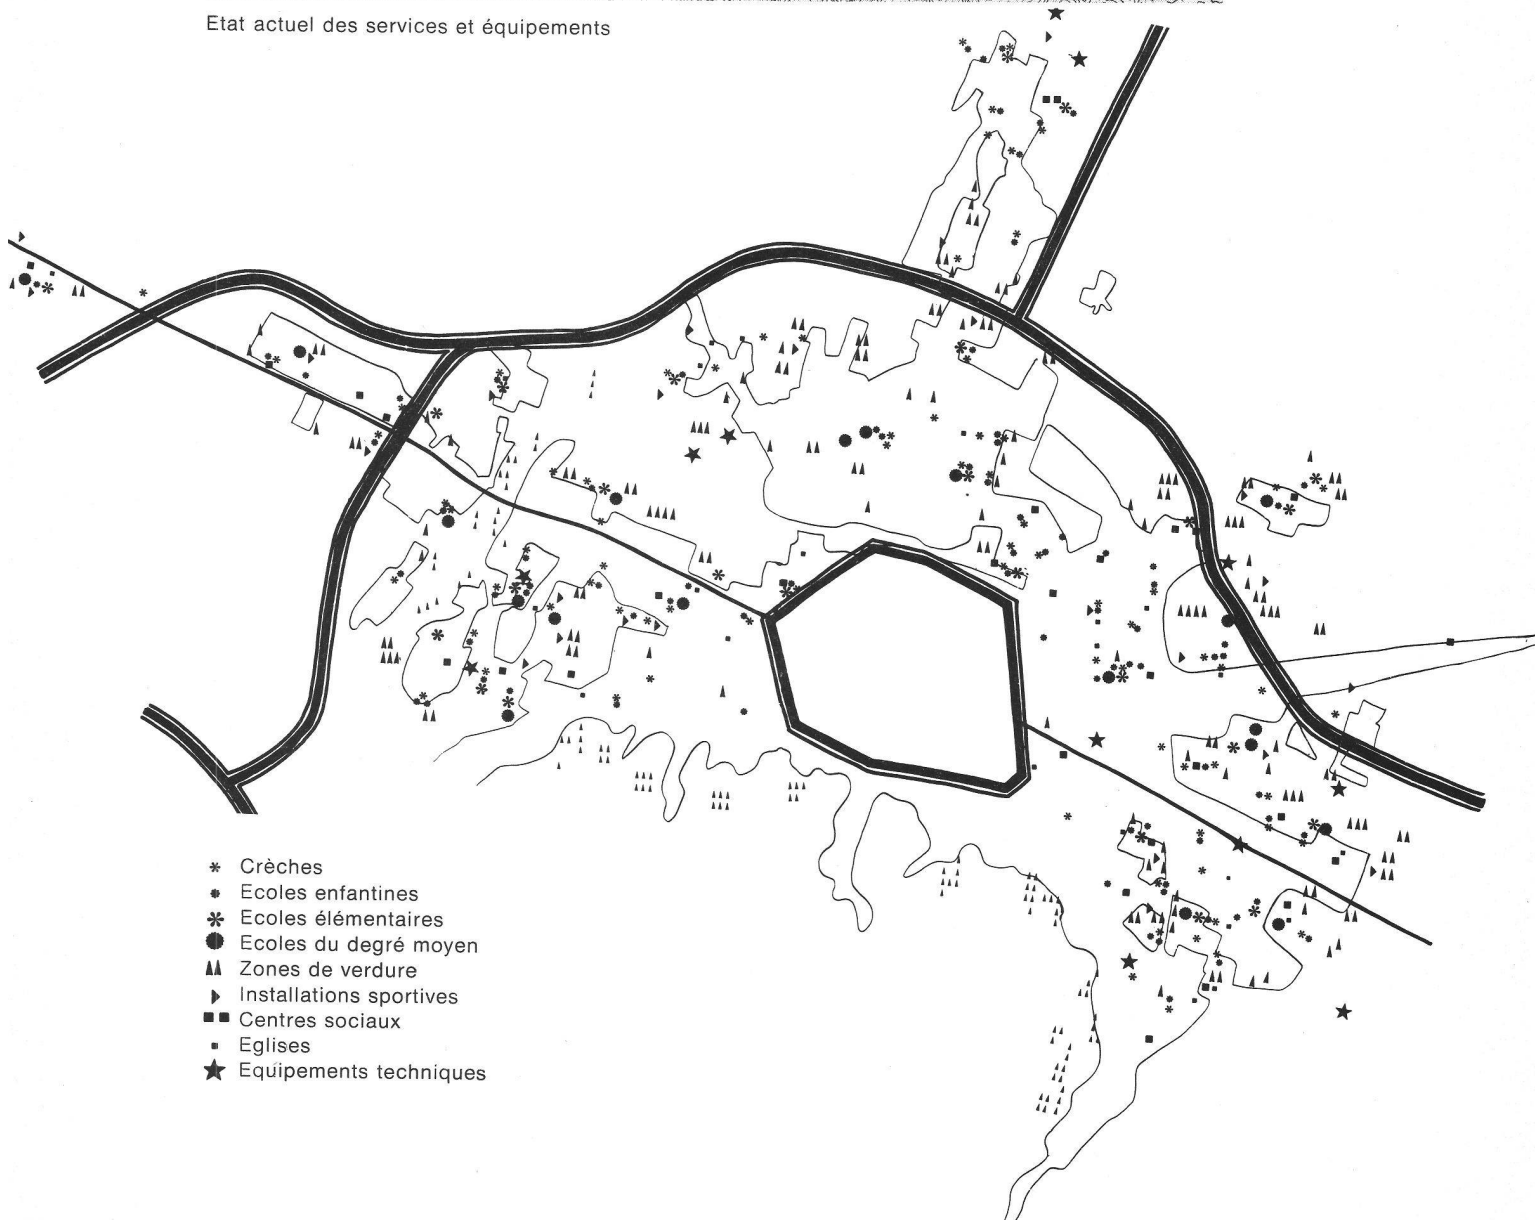 Etat actuel des services et équipements
Crèches
Ecoles enfantines
Ecoles élémentaires
Ecoles du degré moyen
Zones de verdure
Installations sportives
Centres sociaux
Eglises
Equipements techniques